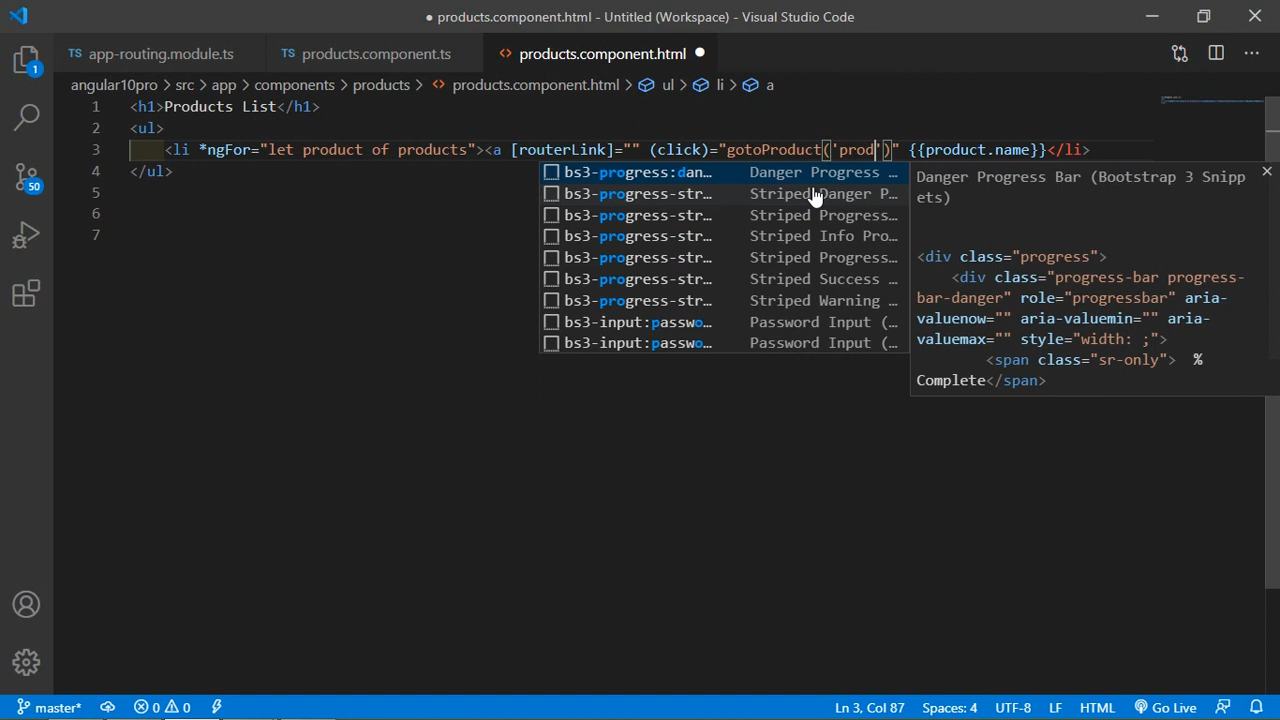 ● products.component.html - Untitled (Workspace) - Visual Studio Code
app-routing.module.ts products.component.ts products.component.html
angular10pro > src > app > components > products > products.component.html > ul > li > a
1 <h1>Products List</h1>
2 <ul>
3 <li *ngFor="let product of products"><a [routerLink]="" (click)="gotoProduct('prod')" {{product.name}}</li>
4 </ul>
5
6
7
bs3-progress:dan… Danger Progress …
bs3-progress-str… Striped Danger P…
bs3-progress-str… Striped Progress…
bs3-progress-str… Striped Info Pro…
bs3-progress-str… Striped Progress…
bs3-progress-str… Striped Success …
bs3-progress-str… Striped Warning …
bs3-input:passwo… Password Input (…
bs3-input:passwo… Password Input (…
Danger Progress Bar (Bootstrap 3 Snipp
ets)
<div class="progress">
<div class="progress-bar progress-
bar-danger" role="progressbar" aria-
valuenow="" aria-valuemin="" aria-
valuemax="" style="width: ;">
<span class="sr-only"> %
Complete</span>
1
50
master* 0 0 Ln 3, Col 87 Spaces: 4 UTF-8 LF HTML Go Live